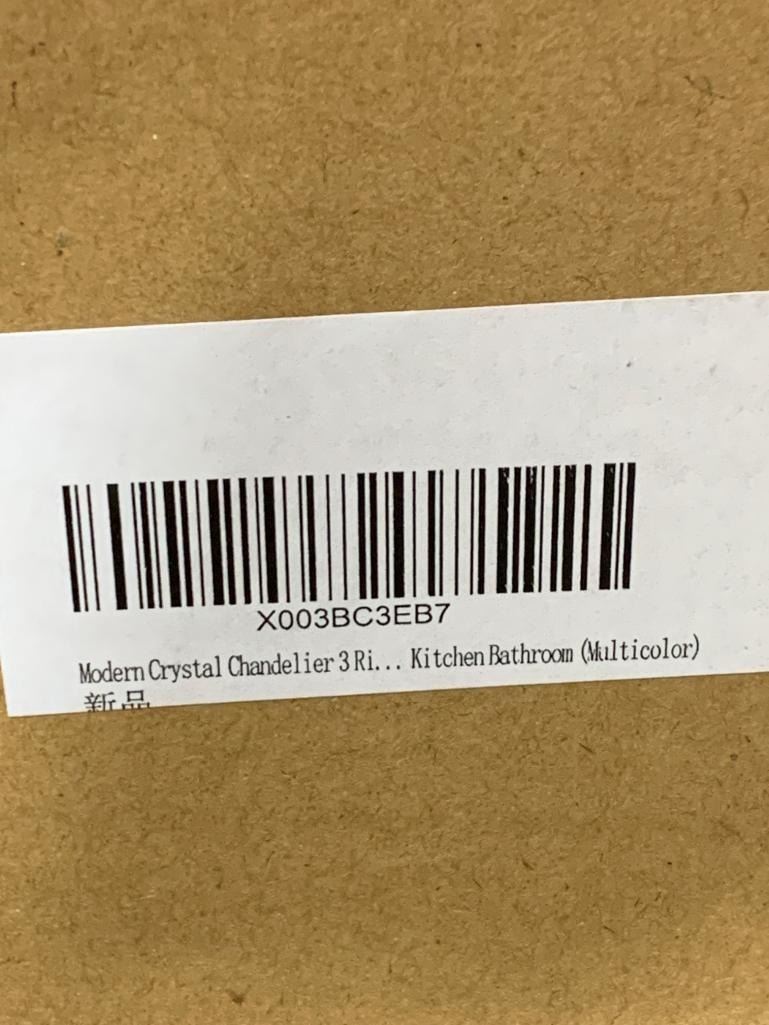 X003BC3EB7
Modern Crystal Chandelier 3 Ri... Kitchen Bathroom (Multicolor)
新品